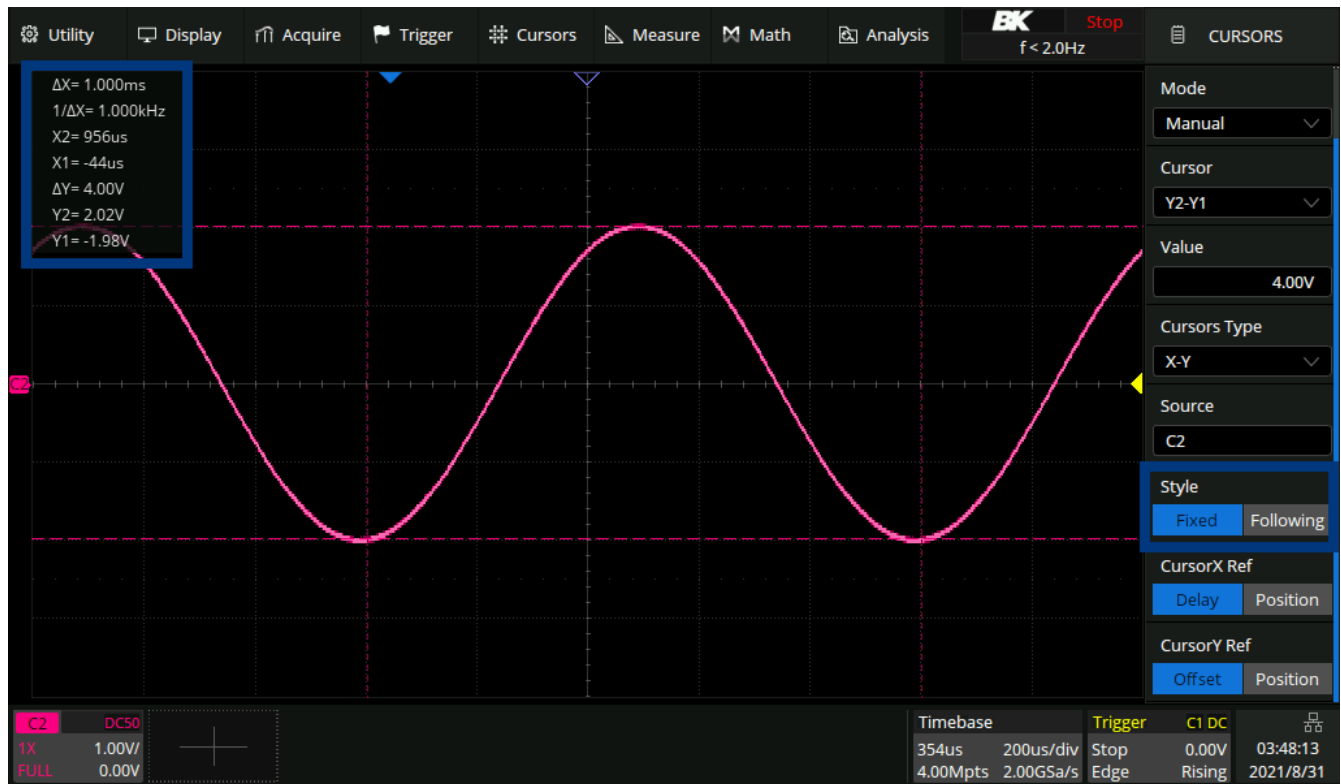 Utility Display Acquire Trigger Cursors Measure Math Analysis
BK Stop
f < 2.0Hz
CURSORS
ΔX= 1.000ms
1/ΔX= 1.000kHz
X2= 956us
X1= -44us
ΔY= 4.00V
Y2= 2.02V
Y1= -1.98V
C2
Mode
Manual
Cursor
Y2-Y1
Value
4.00V
Cursors Type
X-Y
Source
C2
Style
Fixed Following
CursorX Ref
Delay Position
CursorY Ref
Offset Position
C2 DC50
1X 1.00V/
FULL 0.00V
Timebase
354us 200us/div
4.00Mpts 2.00GSa/s
Trigger C1 DC
Stop 0.00V
Edge Rising
03:48:13
2021/8/31